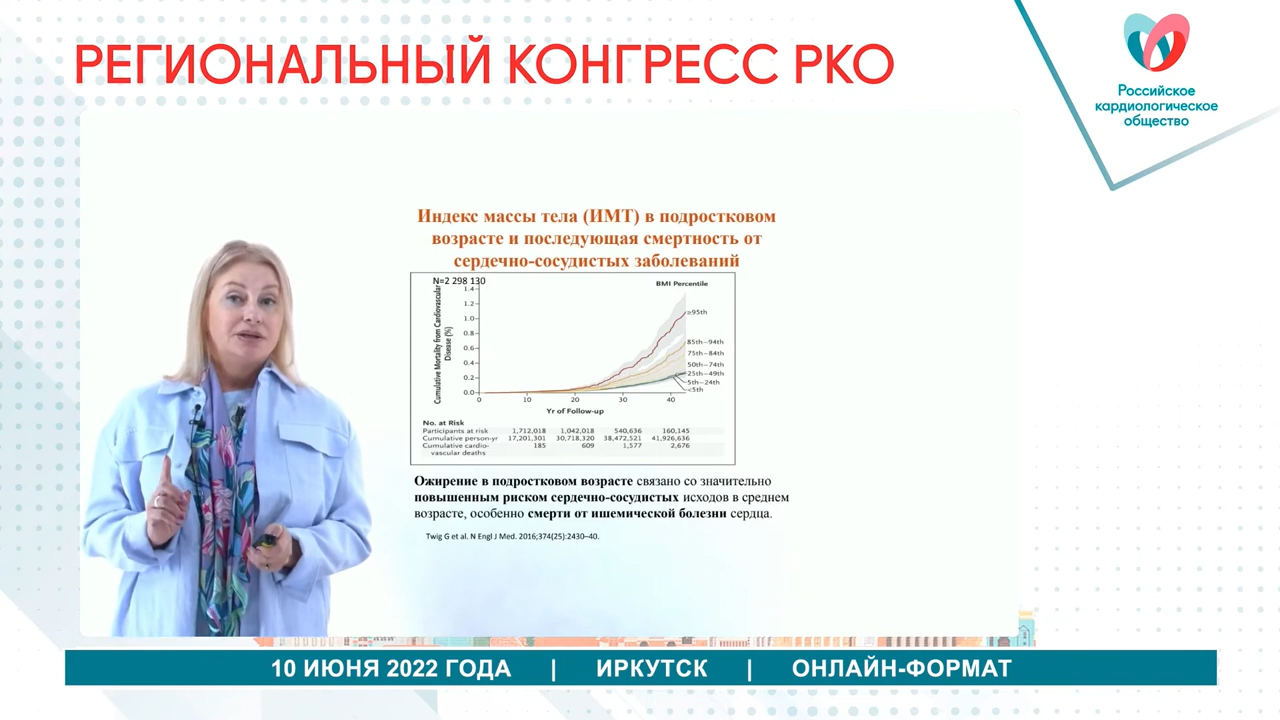 РЕГИОНАЛЬНЫЙ КОНГРЕСС РКО
Российское
кардиологическое
общество
Индекс массы тела (ИМТ) в подростковом
возрасте и последующая смертность от
сердечно-сосудистых заболеваний
N=2 298 130
BMI Percentile
Cumulative Mortality from Cardiovascular
Disease (%)
1.4
1.2
1.0
0.8
0.6
0.4
0.2
0.0
≥95th
85th–94th
75th–84th
50th–74th
25th–49th
5th–24th
<5th
0 10 20 30 40
Yr of Follow-up
No. at Risk
Participants at risk 1,712,018 1,042,018 540,636 160,145
Cumulative person-yr 17,201,301 30,718,320 38,472,521 41,926,636
Cumulative cardio- 185 609 1,577 2,676
vascular deaths
Ожирение в подростковом возрасте связано со значительно
повышенным риском сердечно-сосудистых исходов в среднем
возрасте, особенно смерти от ишемической болезни сердца.
Twig G et al. N Engl J Med. 2016;374(25):2430–40.
10 ИЮНЯ 2022 ГОДА | ИРКУТСК | ОНЛАЙН-ФОРМАТ